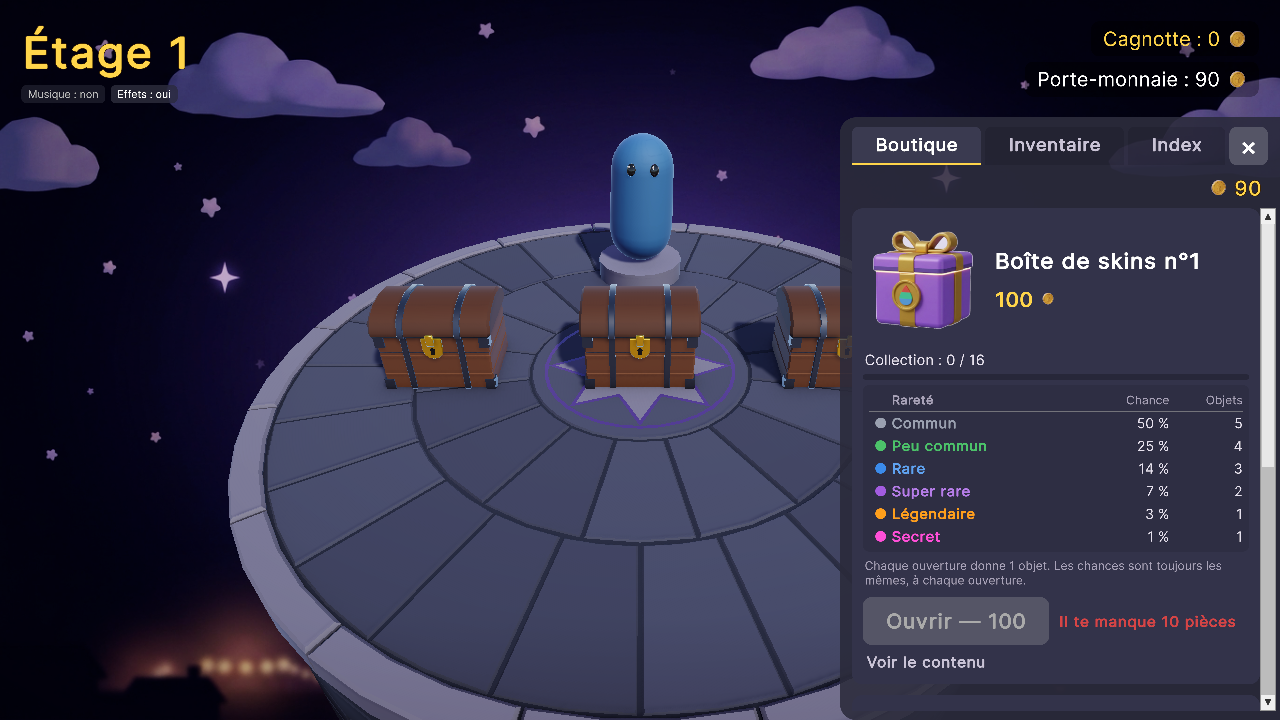 Étage 1
Musique : non
Effets : oui
Cagnotte : 0
Porte-monnaie : 90
Boutique
Inventaire
Index
×
90
Boîte de skins n°1
100
Collection : 0 / 16
Rareté Chance Objets
Commun 50 % 5
Peu commun 25 % 4
Rare 14 % 3
Super rare 7 % 2
Légendaire 3 % 1
Secret 1 % 1
Chaque ouverture donne 1 objet. Les chances sont toujours les
mêmes, à chaque ouverture.
Ouvrir — 100
Il te manque 10 pièces
Voir le contenu